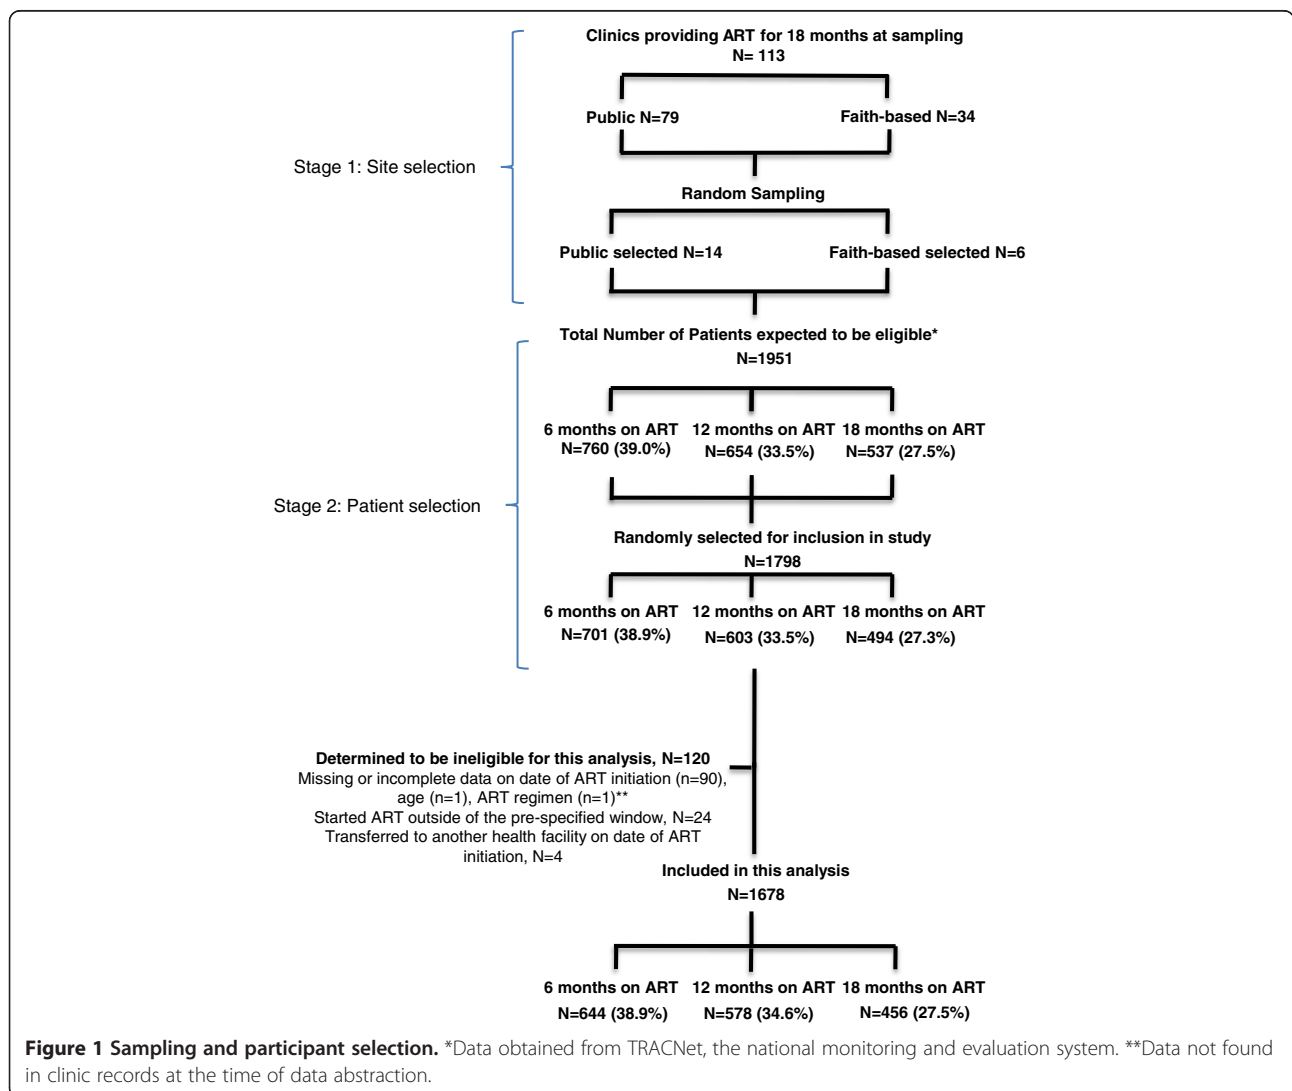 Clinics providing ART for 18 months at sampling
N= 113
Public N=79
Faith-based N=34
Stage 1: Site selection
Random Sampling
Public selected N=14
Faith-based selected N=6
Total Number of Patients expected to be eligible*
N=1951
6 months on ART 12 months on ART 18 months on ART
N=760 (39.0%) N=654 (33.5%) N=537 (27.5%)
Stage 2: Patient selection
Randomly selected for inclusion in study
N=1798
6 months on ART 12 months on ART 18 months on ART
N=701 (38.9%) N=603 (33.5%) N=494 (27.3%)
Determined to be ineligible for this analysis, N=120
Missing or incomplete data on date of ART initiation (n=90),
age (n=1), ART regimen (n=1)**
Started ART outside of the pre-specified window, N=24
Transferred to another health facility on date of ART
initiation, N=4
Included in this analysis
N=1678
6 months on ART 12 months on ART 18 months on ART
N=644 (38.9%) N=578 (34.6%) N=456 (27.5%)
Figure 1 Sampling and participant selection. *Data obtained from TRACNet, the national monitoring and evaluation system. **Data not found
in clinic records at the time of data abstraction.